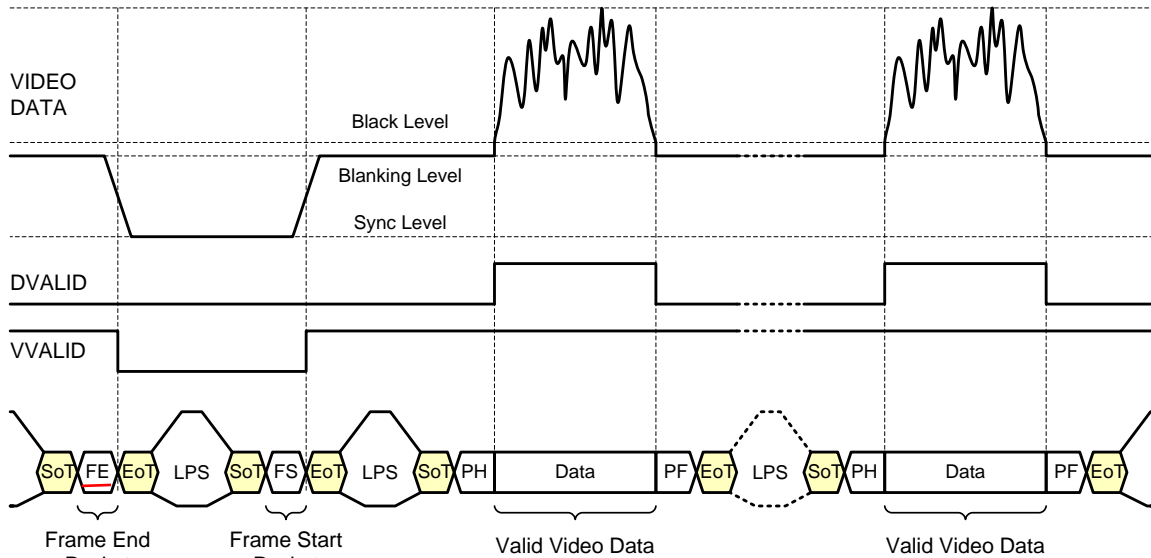 VIDEO
DATA
Black Level
Blanking Level
Sync Level
DVALID
VVALID
SoT FE EoT LPS SoT FS EoT LPS SoT PH Data PF EoT LPS SoT PH Data PF EoT
Frame End
Frame Start
Valid Video Data
Valid Video Data